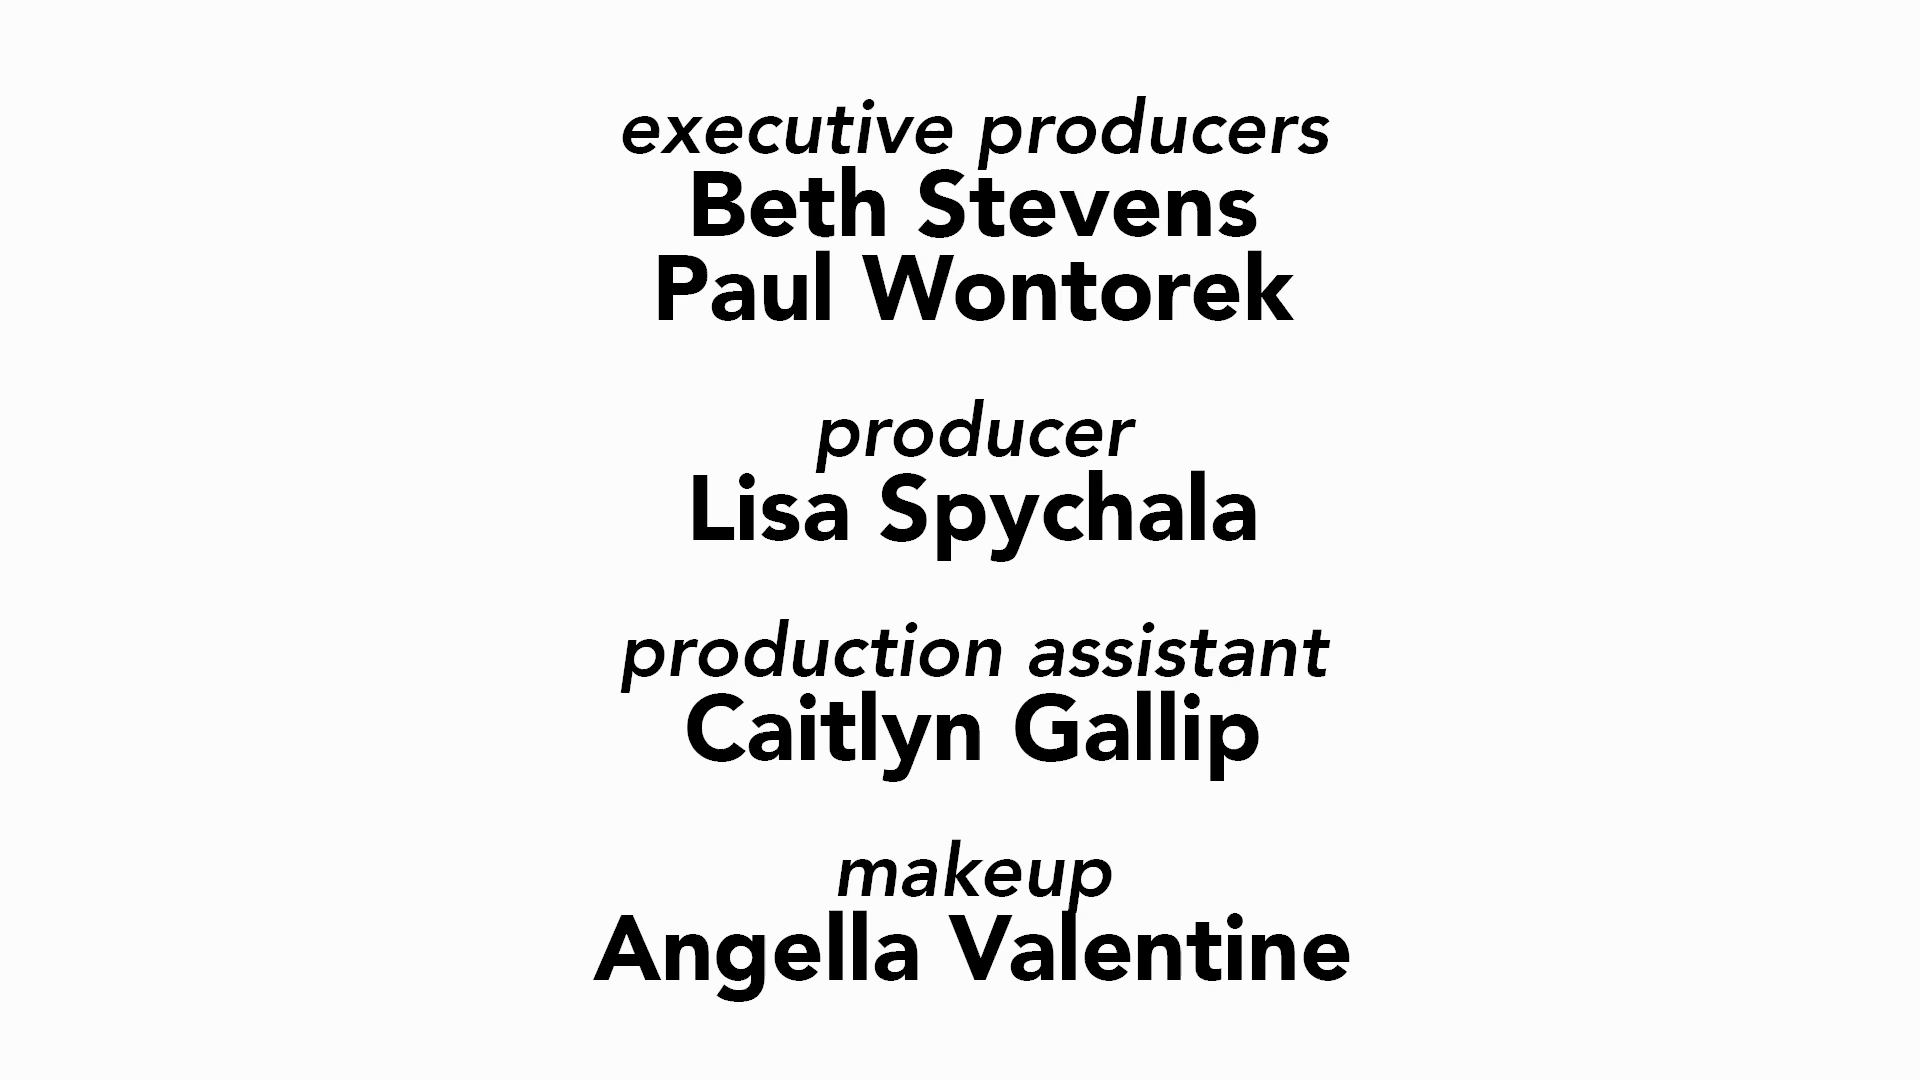 executive producers
Beth Stevens
Paul Wontorek
producer
Lisa Spychala
production assistant
Caitlyn Gallip
makeup
Angella Valentine